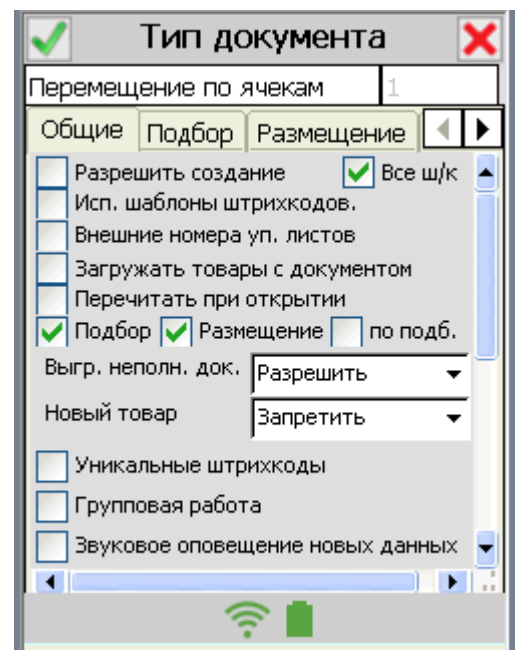 Тип документа
Перемещение по ячекам 1
Общие Подбор Размещение
Разрешить создание Все ш/к
Исп. шаблоны штрихкодов.
Внешние номера уп. листов
Загружать товары с документом
Перечитать при открытии
Подбор Размещение по подб.
Выгр. неполн. док. Разрешить
Новый товар Запретить
Уникальные штрихкоды
Групповая работа
Звуковое оповещение новых данных